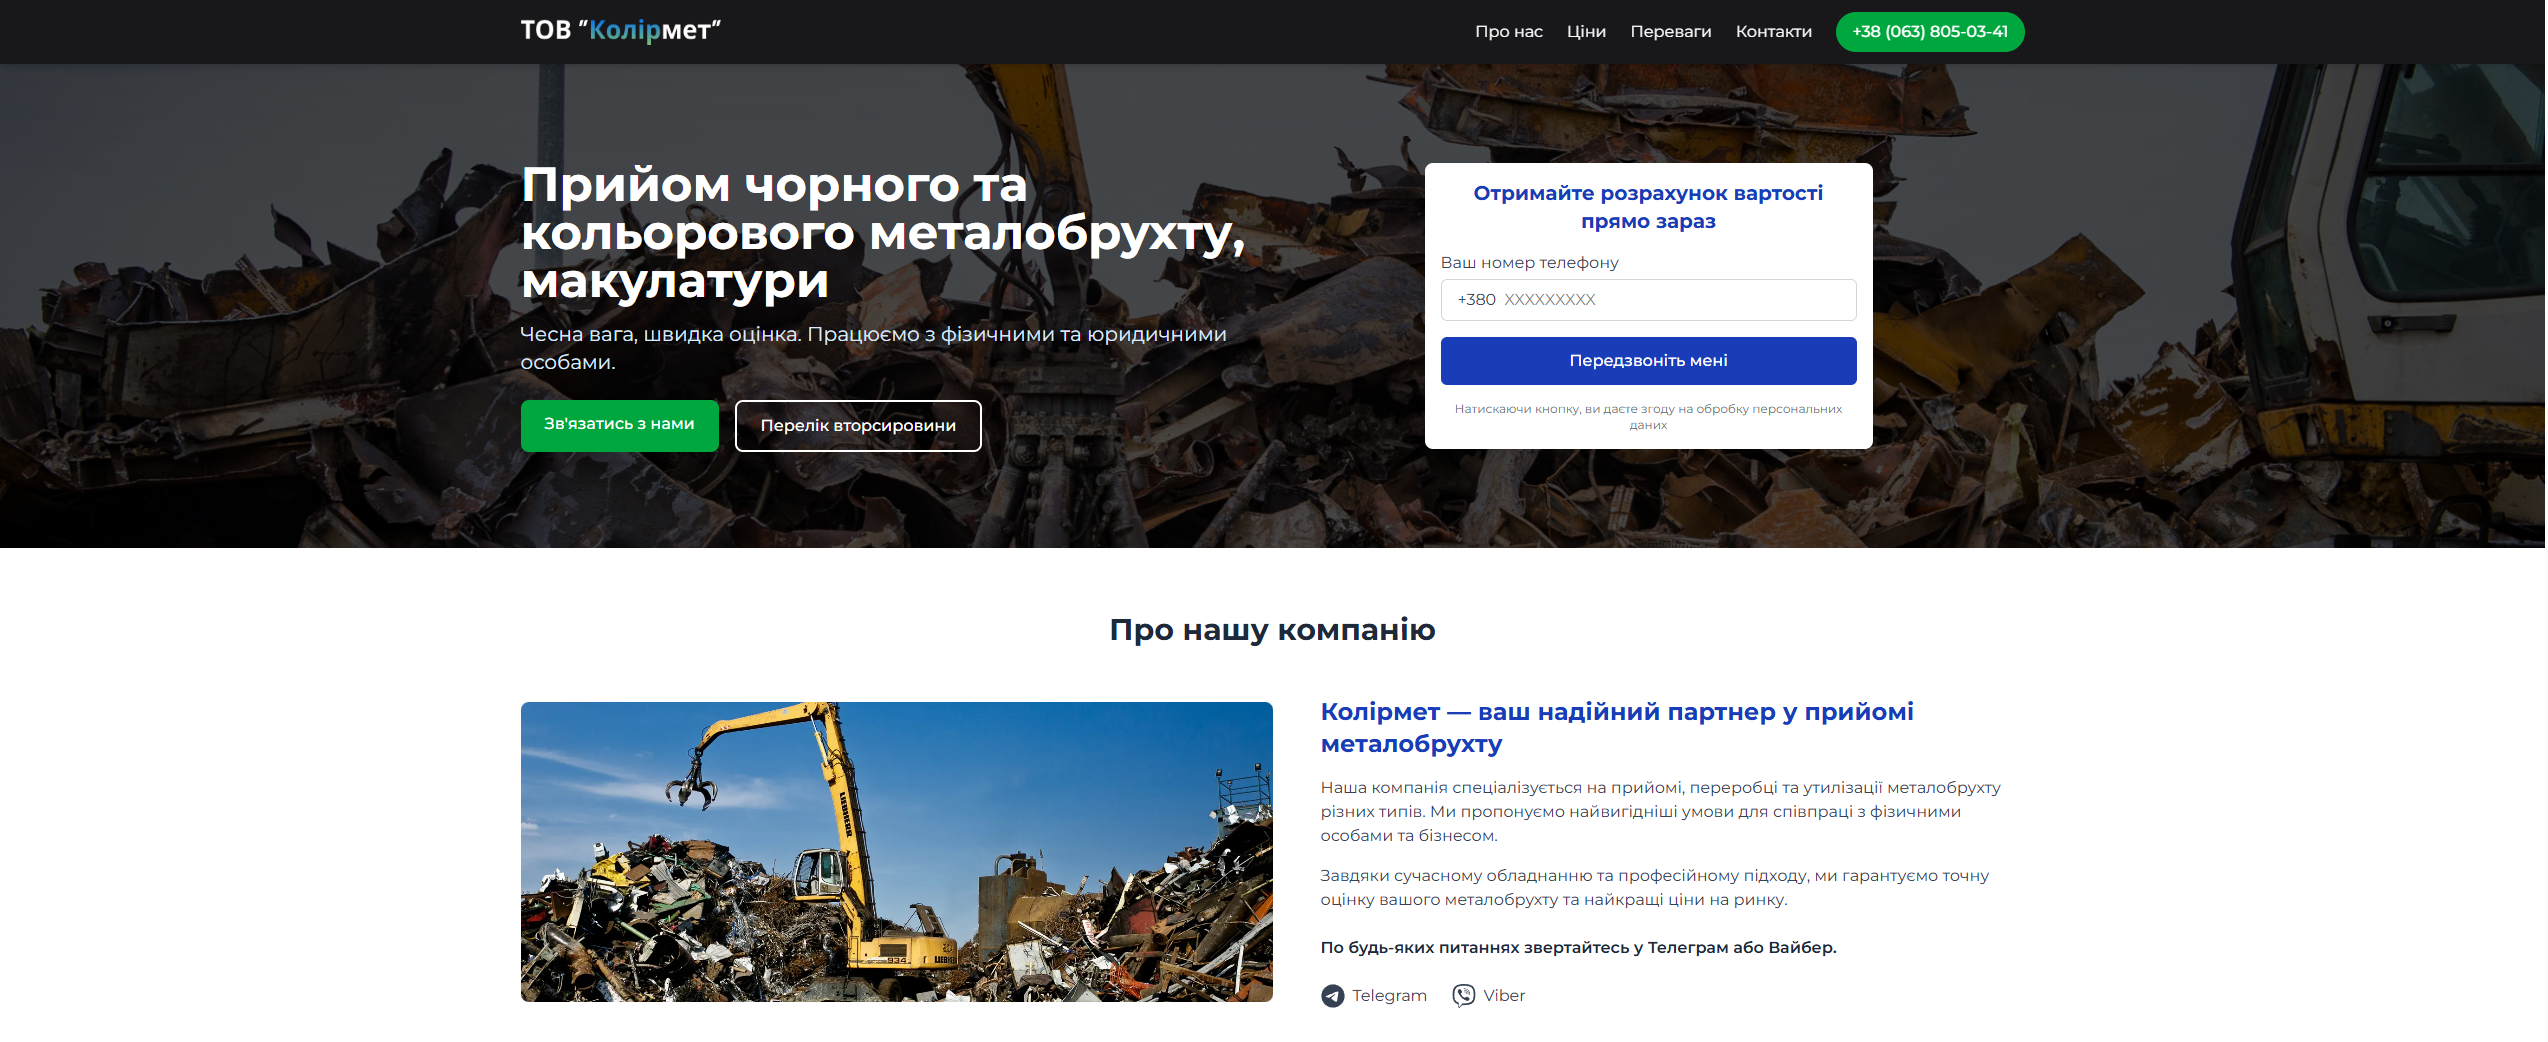 ТОВ "Колірмет"
Про нас
Ціни
Переваги
Контакти
+38 (063) 805-03-41
Прийом чорного та
кольорового металобрухту,
макулатури
Чесна вага, швидка оцінка. Працюємо з фізичними та юридичними
особами.
Зв'язатись з нами
Перелік вторсировини
Отримайте розрахунок вартості
прямо зараз
Ваш номер телефону
+380 XXXXXXXXX
Передзвоніть мені
Натискаючи кнопку, ви даєте згоду на обробку персональних
даних
Про нашу компанію
LIEBHERR
934
LIEBHERR
Колірмет — ваш надійний партнер у прийомі
металобрухту
Наша компанія спеціалізується на прийомі, переробці та утилізації металобрухту
різних типів. Ми пропонуємо найвигідніші умови для співпраці з фізичними
особами та бізнесом.
Завдяки сучасному обладнанню та професійному підходу, ми гарантуємо точну
оцінку вашого металобрухту та найкращі ціни на ринку.
По будь-яких питаннях звертайтесь у Телеграм або Вайбер.
Telegram
Viber